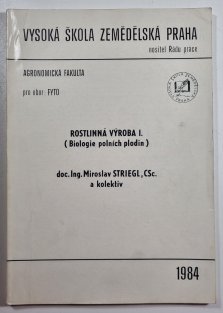 VYSOKÁ ŠKOLA ZEMĚDĚLSKÁ PRAHA
nositel Řádu práce
AGRONOMICKÁ FAKULTA
pro obor: FYTO
ROSTLINNÁ VÝROBA I.
( Biologie polních plodin )
doc. Ing. Miroslav STRIEGL, CSc.
a kolektiv
1984